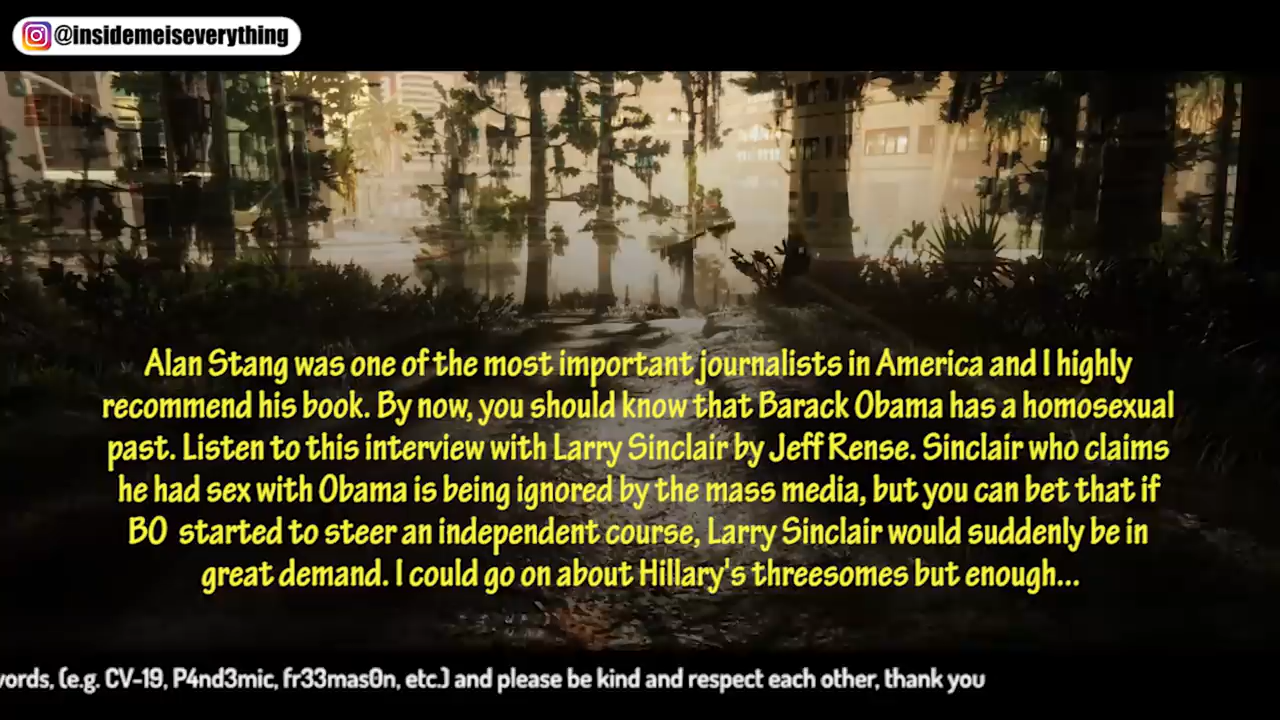 @insidemeiseverything
Alan Stang was one of the most important journalists in America and I highly
recommend his book. By now, you should know that Barack Obama has a homosexual
past. Listen to this interview with Larry Sinclair by Jeff Rense. Sinclair who claims
he had sex with Obama is being ignored by the mass media, but you can bet that if
BO started to steer an independent course, Larry Sinclair would suddenly be in
great demand. I could go on about Hillary's threesomes but enough...
(e.g. CV-19, P4nd3mic, fr33mas0n, etc.) and please be kind and respect each other, thank you